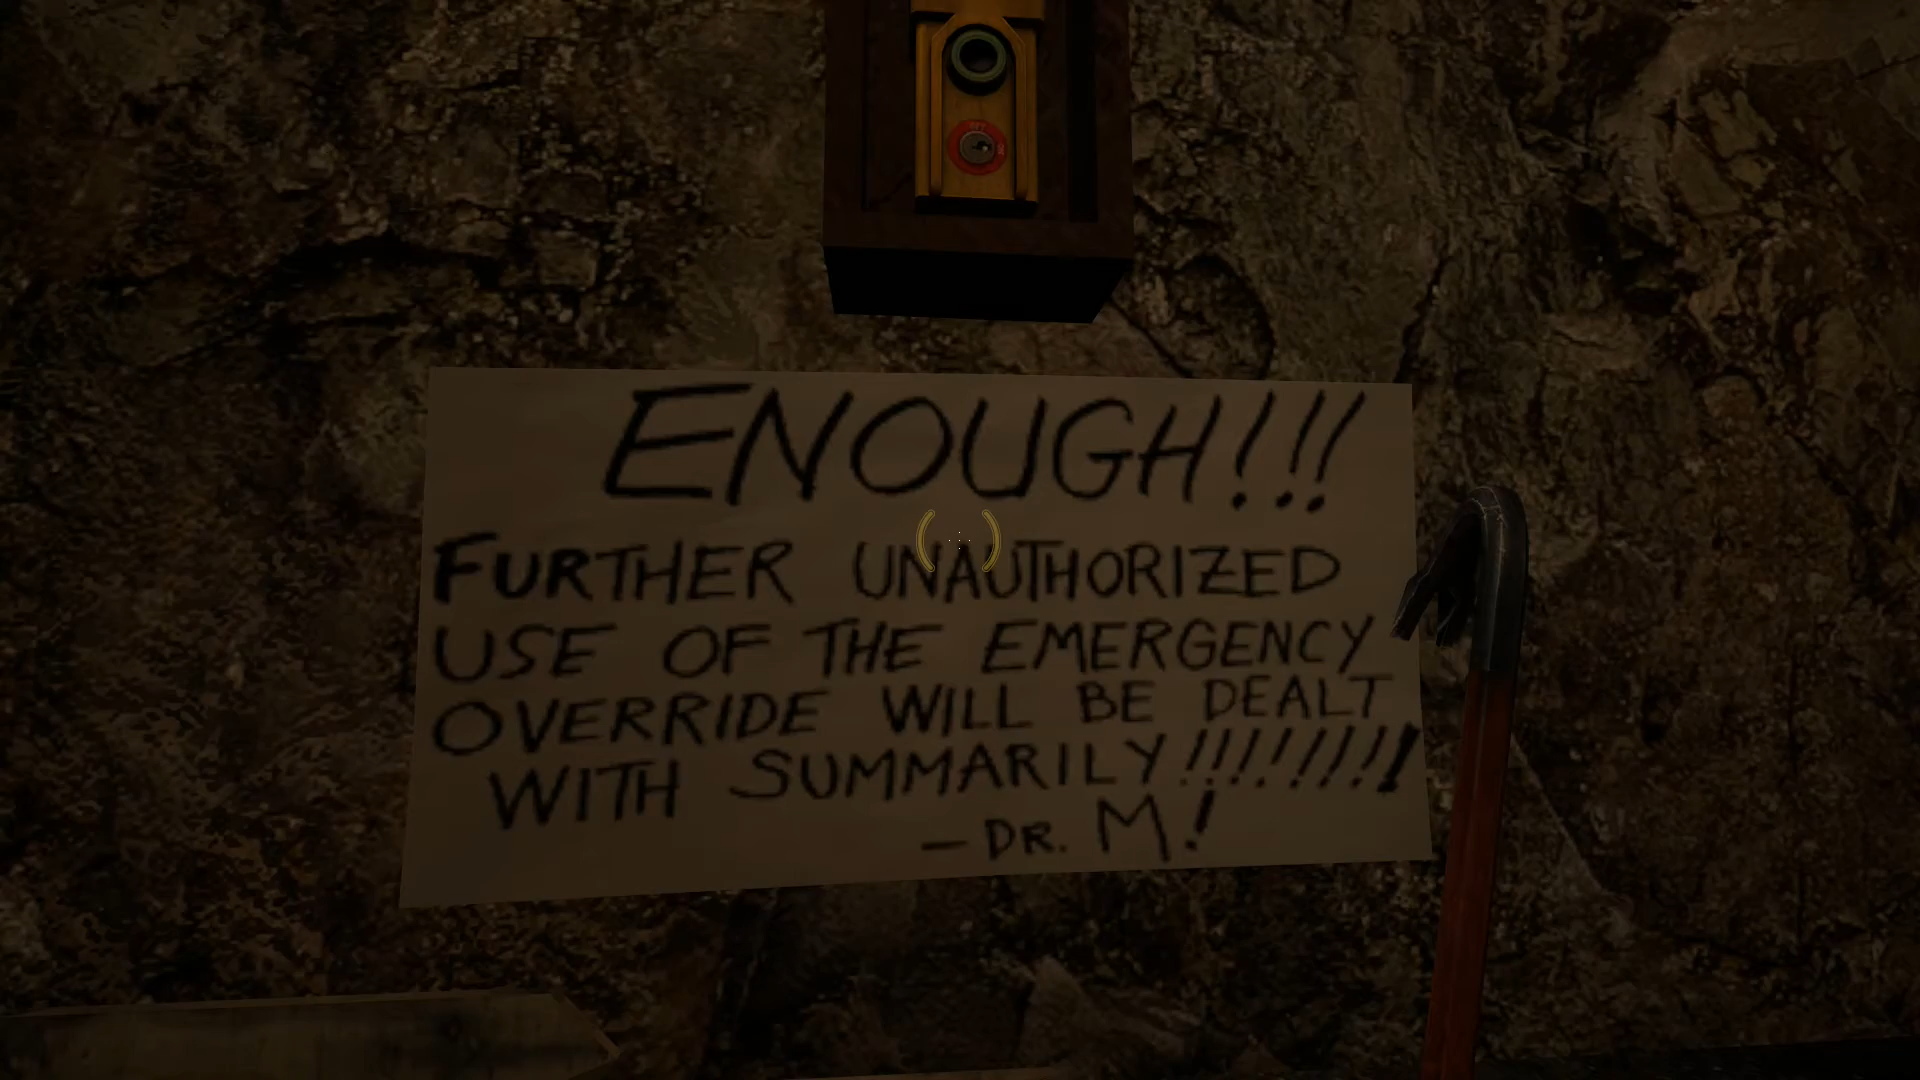 ENOUGH!!!
FURTHER UNAUTHORIZED
USE OF THE EMERGENCY
OVERRIDE WILL BE DEALT
WITH SUMMARILY!!!!!!!!
— DR. M!